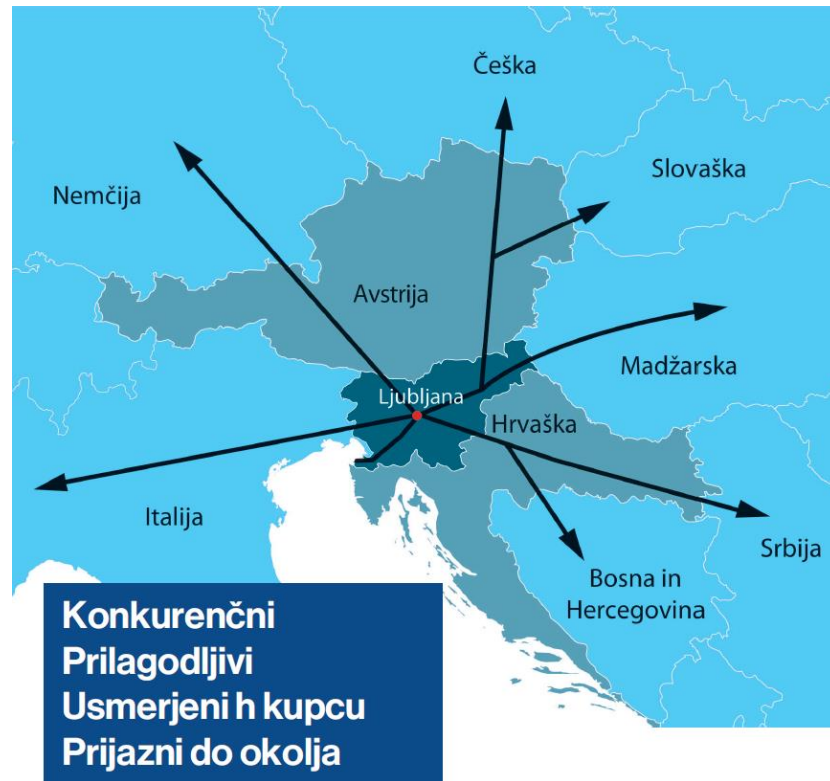 Češka
Slovaška
Nemčija
Avstrija
Madžarska
Ljubljana
Hrvaška
Italija
Srbija
Bosna in
Hercegovina
Konkurenčni
Prilagodljivi
Usmerjeni h kupcu
Prijazni do okolja